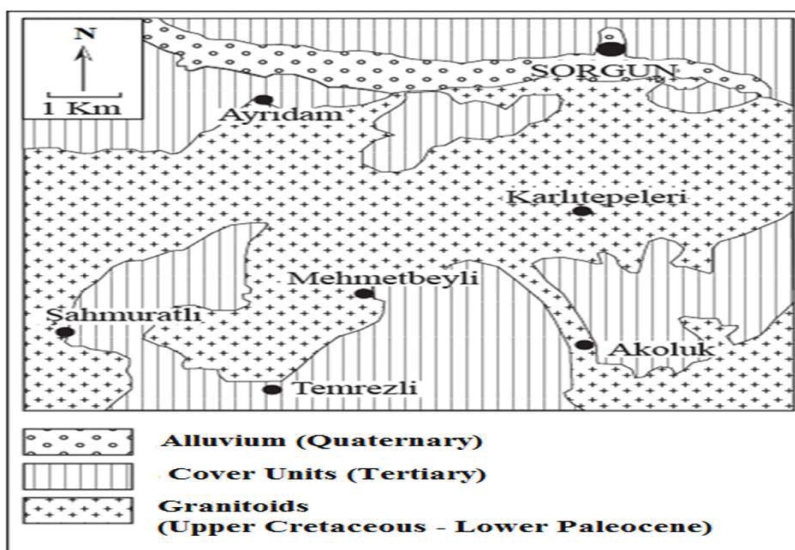 N
1 Km
SORGUN
Ayrıdam
Karlıtepeleri
Mehmetbeyli
Şahmuratlı
Akoluk
Temrezli
Alluvium (Quaternary)
Cover Units (Tertiary)
Granitoids
(Upper Cretaceous - Lower Paleocene)